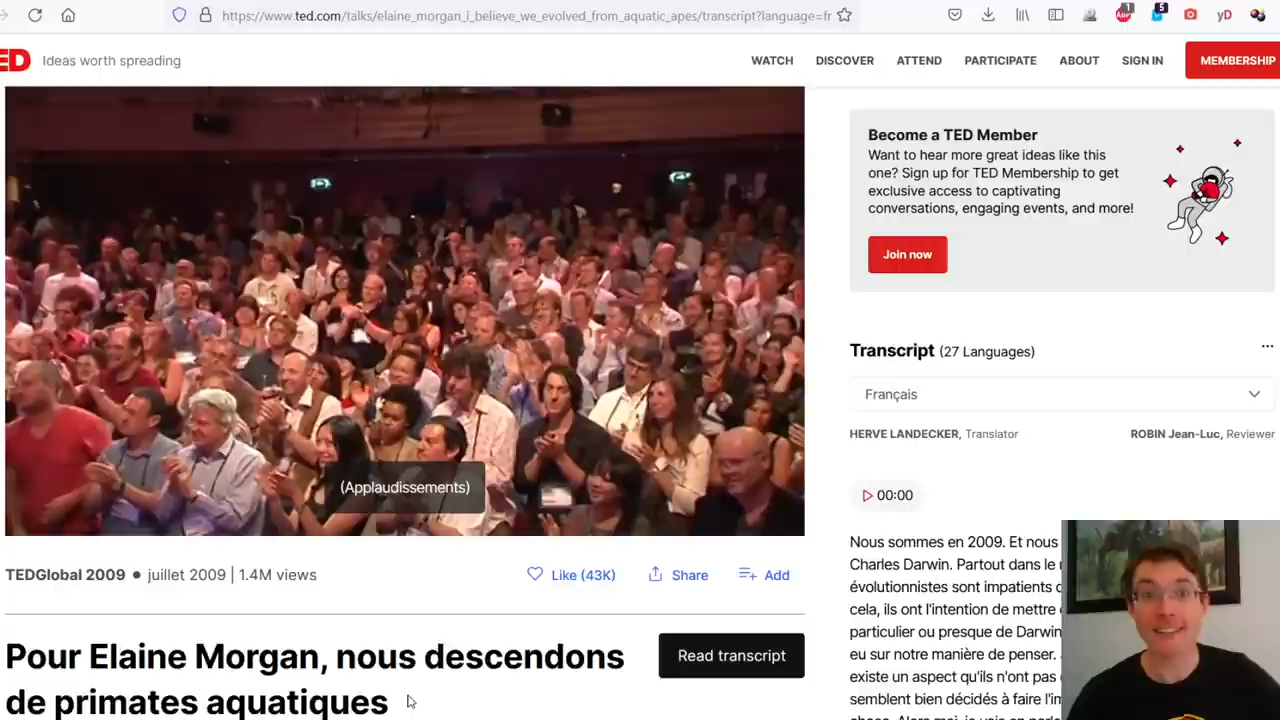 https://www.ted.com/talks/elaine_morgan_i_believe_we_evolved_from_aquatic_apes/transcript?language=fr
1
5
yD
ED Ideas worth spreading
WATCH DISCOVER ATTEND PARTICIPATE ABOUT SIGN IN MEMBERSHIP
(Applaudissements)
TEDGlobal 2009 • juillet 2009 | 1.4M views
Like (43K) Share Add
Pour Elaine Morgan, nous descendons
de primates aquatiques
Read transcript
Become a TED Member
Want to hear more great ideas like this
one? Sign up for TED Membership to get
exclusive access to captivating
conversations, engaging events, and more!
Join now
Transcript (27 Languages)
Français
HERVE LANDECKER, Translator
ROBIN Jean-Luc, Reviewer
00:00
Nous sommes en 2009. Et nous
Charles Darwin. Partout dans le
évolutionnistes sont impatients
cela, ils ont l'intention de mettre
particulier ou presque de Darwin
eu sur notre manière de penser.
existe un aspect qu'ils n'ont pas
semblent bien décidés à faire l'im